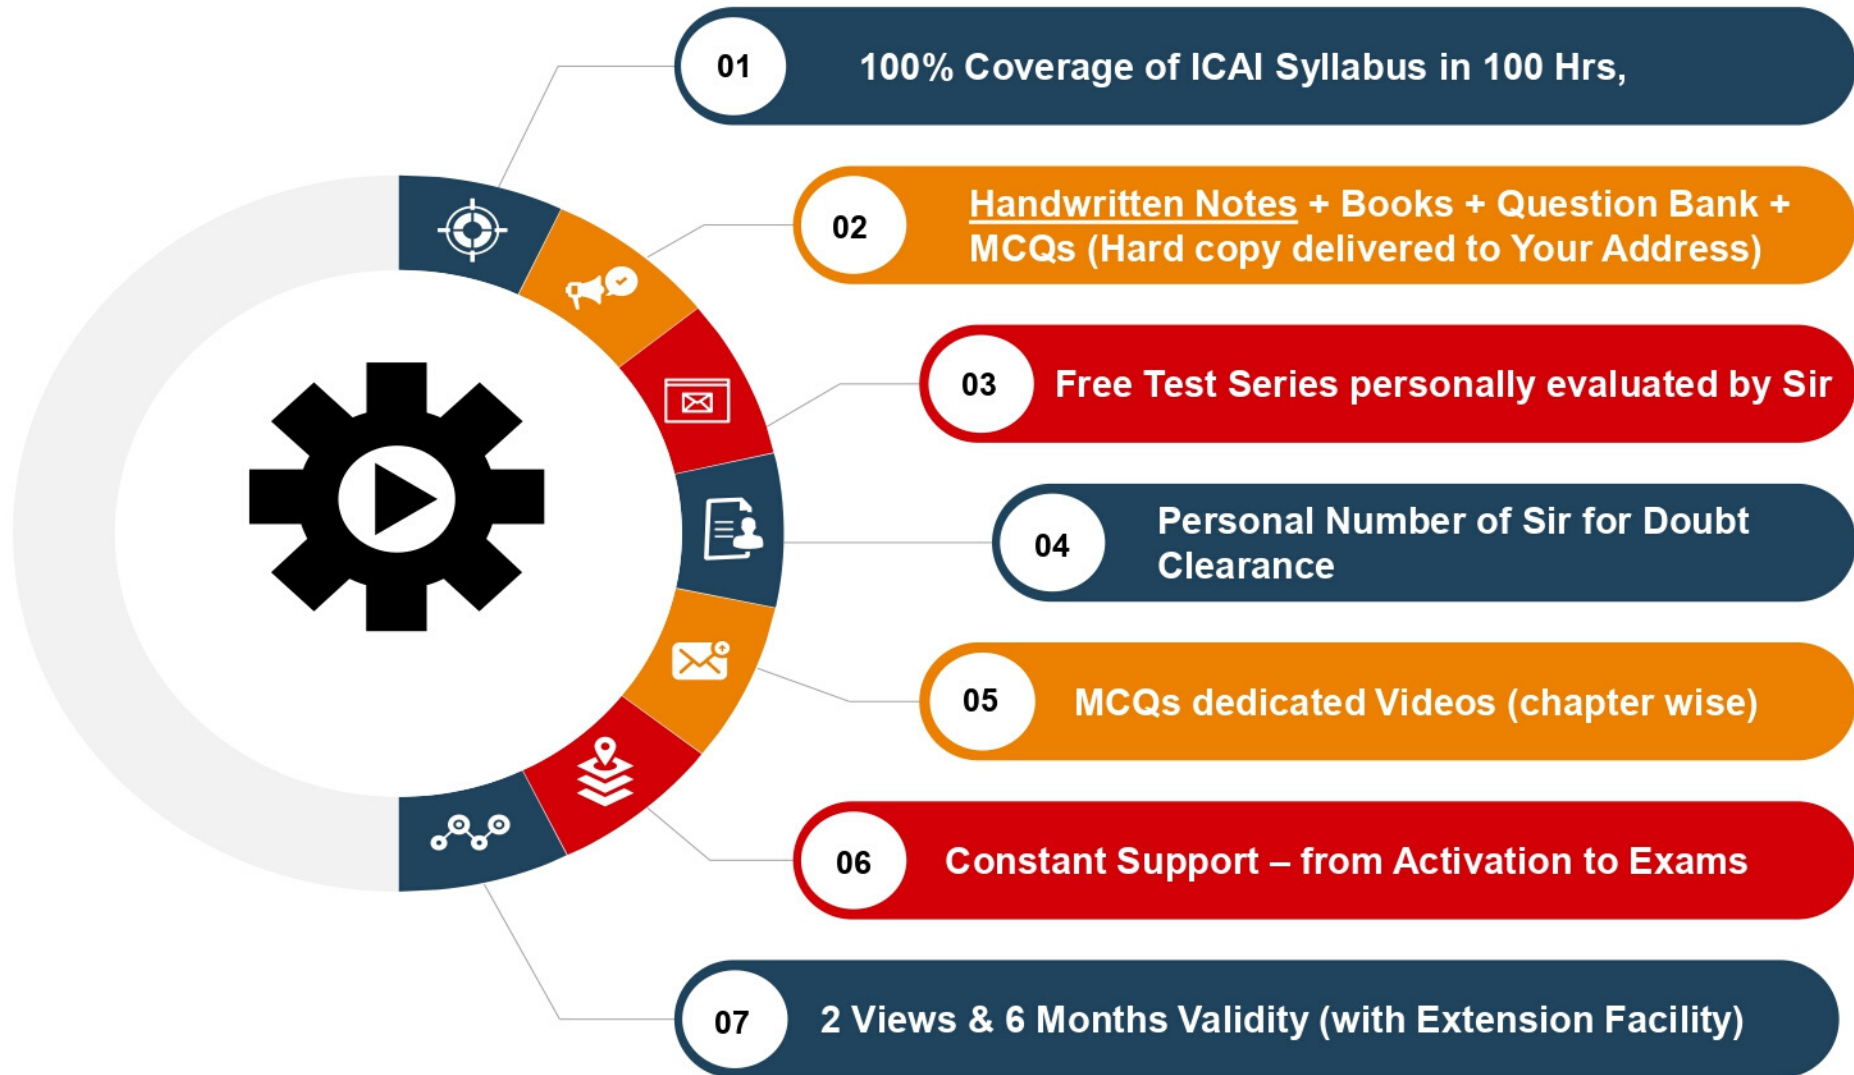 01
100% Coverage of ICAI Syllabus in 100 Hrs,
02
Handwritten Notes + Books + Question Bank +
MCQs (Hard copy delivered to Your Address)
03
Free Test Series personally evaluated by Sir
04
Personal Number of Sir for Doubt
Clearance
05
MCQs dedicated Videos (chapter wise)
06
Constant Support – from Activation to Exams
07
2 Views & 6 Months Validity (with Extension Facility)